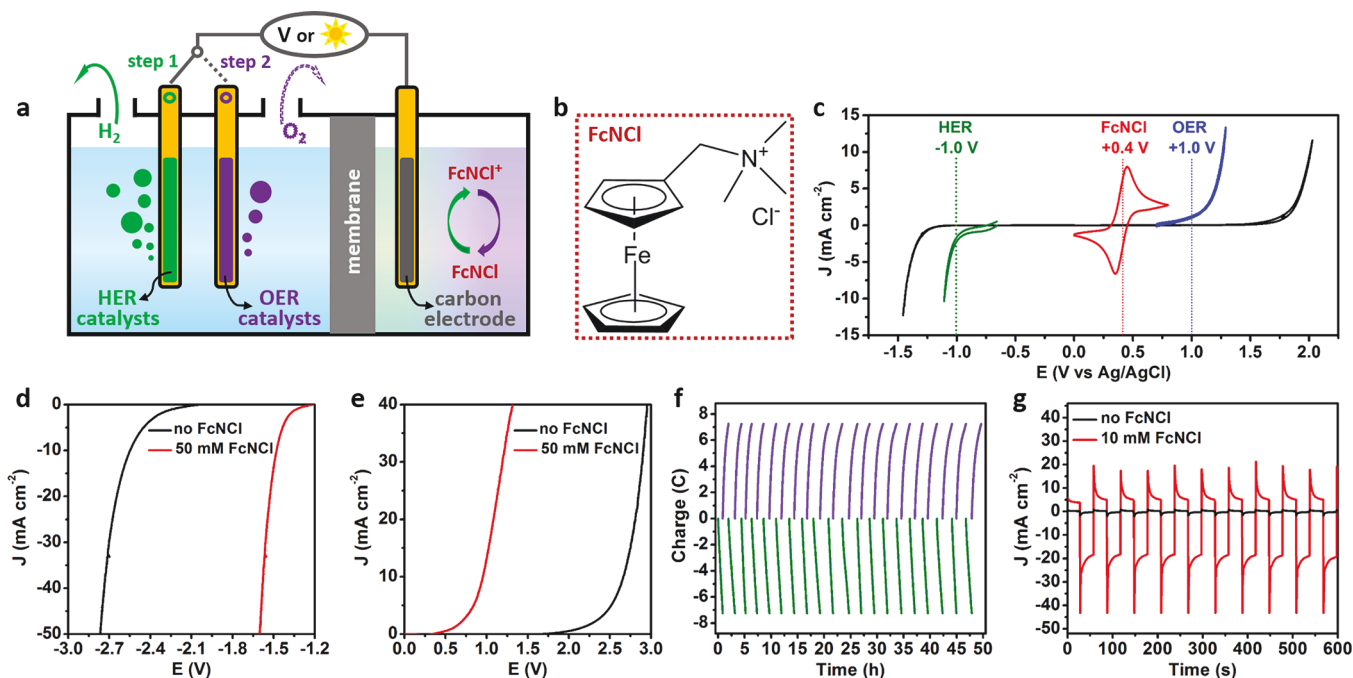 a
V or
step 1
step 2
H2
O2
membrane
FcNCl+
FcNCl
HER
catalysts
OER
catalysts
carbon
electrode
b
FcNCl
N+
Cl-
Fe
c
HER
-1.0 V
FcNCl
+0.4 V
OER
+1.0 V
J (mA cm-2)
15
10
5
0
-5
-10
-15
-1.5 -1.0 -0.5 0.0 0.5 1.0 1.5 2.0
E (V vs Ag/AgCl)
d
no FcNCl
50 mM FcNCl
J (mA cm-2)
0
-10
-20
-30
-40
-50
-3.0 -2.7 -2.4 -2.1 -1.8 -1.5 -1.2
E (V)
e
no FcNCl
50 mM FcNCl
J (mA cm-2)
40
30
20
10
0
0.0 0.5 1.0 1.5 2.0 2.5 3.0
E (V)
f
Charge (C)
8
6
4
2
0
-2
-4
-6
-8
0 5 10 15 20 25 30 35 40 45 50
Time (h)
g
no FcNCl
10 mM FcNCl
J (mA cm-2)
40
30
20
10
0
-10
-20
-30
-40
-50
0 100 200 300 400 500 600
Time (s)